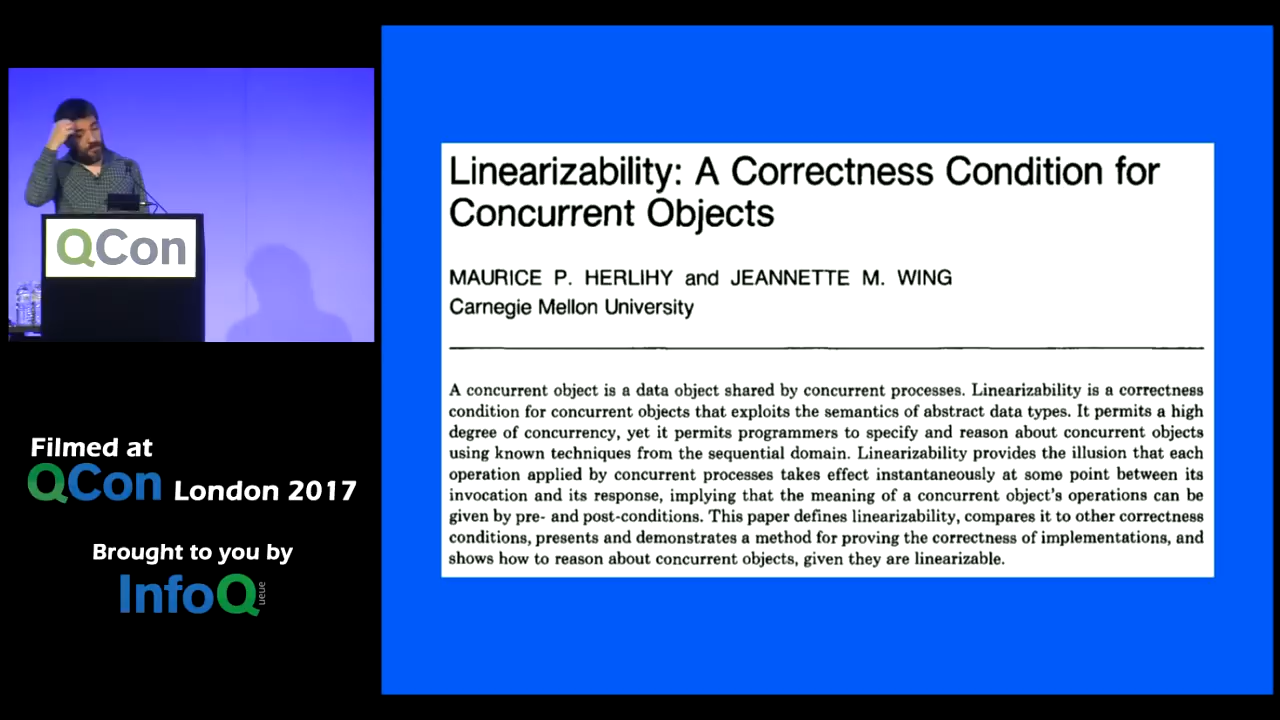 QCon
Filmed at
QCon London 2017
Brought to you by
InfoQueue
Linearizability: A Correctness Condition for
Concurrent Objects
MAURICE P. HERLIHY and JEANNETTE M. WING
Carnegie Mellon University
A concurrent object is a data object shared by concurrent processes. Linearizability is a correctness
condition for concurrent objects that exploits the semantics of abstract data types. It permits a high
degree of concurrency, yet it permits programmers to specify and reason about concurrent objects
using known techniques from the sequential domain. Linearizability provides the illusion that each
operation applied by concurrent processes takes effect instantaneously at some point between its
invocation and its response, implying that the meaning of a concurrent object's operations can be
given by pre- and post-conditions. This paper defines linearizability, compares it to other correctness
conditions, presents and demonstrates a method for proving the correctness of implementations, and
shows how to reason about concurrent objects, given they are linearizable.